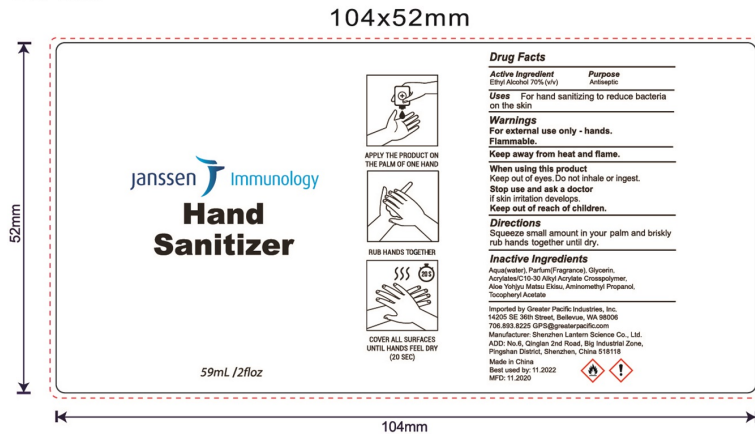 104x52mm
52mm
janssen Immunology
Hand
Sanitizer
59mL /2floz
APPLY THE PRODUCT ON
THE PALM OF ONE HAND
RUB HANDS TOGETHER
20 S
COVER ALL SURFACES
UNTIL HANDS FEEL DRY
(20 SEC)
Drug Facts
Active Ingredient Purpose
Ethyl Alcohol 70% (v/v) Antiseptic
Uses For hand sanitizing to reduce bacteria
on the skin
Warnings
For external use only - hands.
Flammable.
Keep away from heat and flame.
When using this product
Keep out of eyes. Do not inhale or ingest.
Stop use and ask a doctor
if skin irritation develops.
Keep out of reach of children.
Directions
Squeeze small amount in your palm and briskly
rub hands together until dry.
Inactive Ingredients
Aqua(water), Parfum(Fragrance), Glycerin,
Acrylates/C10-30 Alkyl Acrylate Crosspolymer,
Aloe Yohjyu Matsu Ekisu, Aminomethyl Propanol,
Tocopheryl Acetate
Imported by Greater Pacific Industries, Inc.
14205 SE 36th Street, Bellevue, WA 98006
706.893.8225 GPS@greaterpacific.com
Manufacturer: Shenzhen Lantern Science Co., Ltd.
ADD: No.6, Qinglan 2nd Road, Big Industrial Zone,
Pingshan District, Shenzhen, China 518118
Made in China
Best used by: 11.2022
MFD: 11.2020
104mm